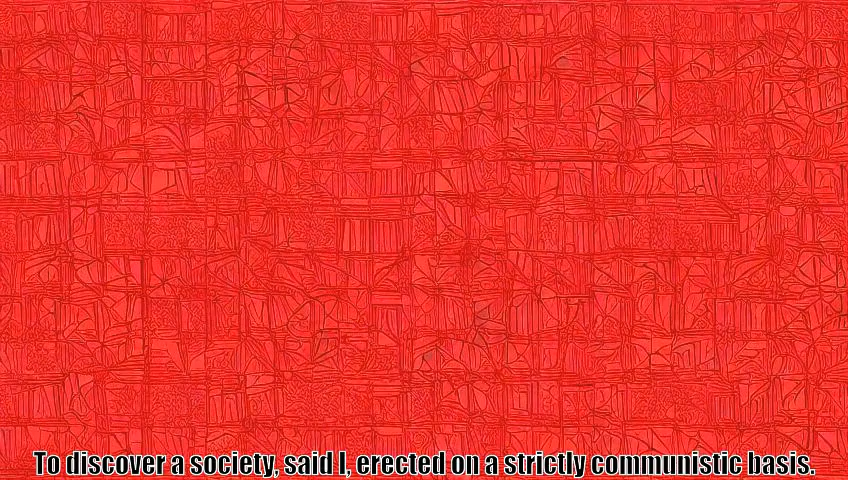 To discover a society, said I, erected on a strictly communistic basis.